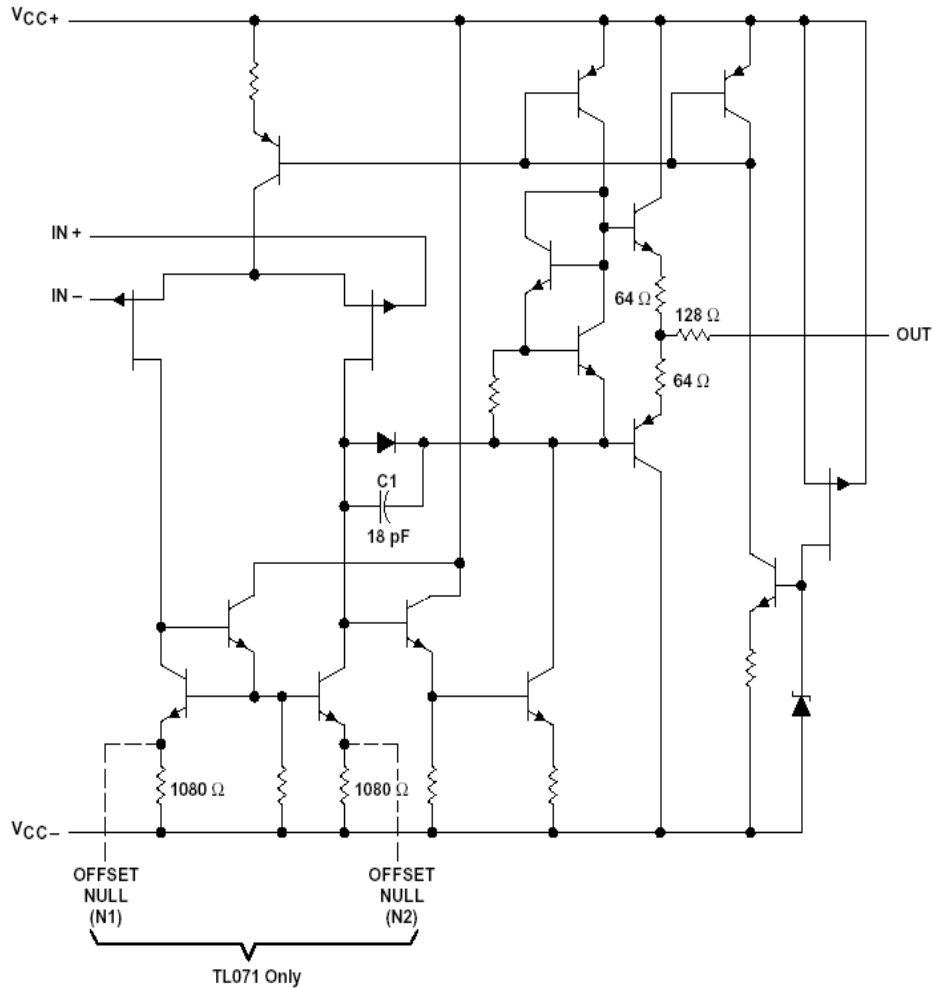 VCC+
IN +
IN −
64 Ω
128 Ω
OUT
64 Ω
C1
18 pF
1080 Ω
1080 Ω
VCC−
OFFSET
NULL
(N1)
OFFSET
NULL
(N2)
TL071 Only